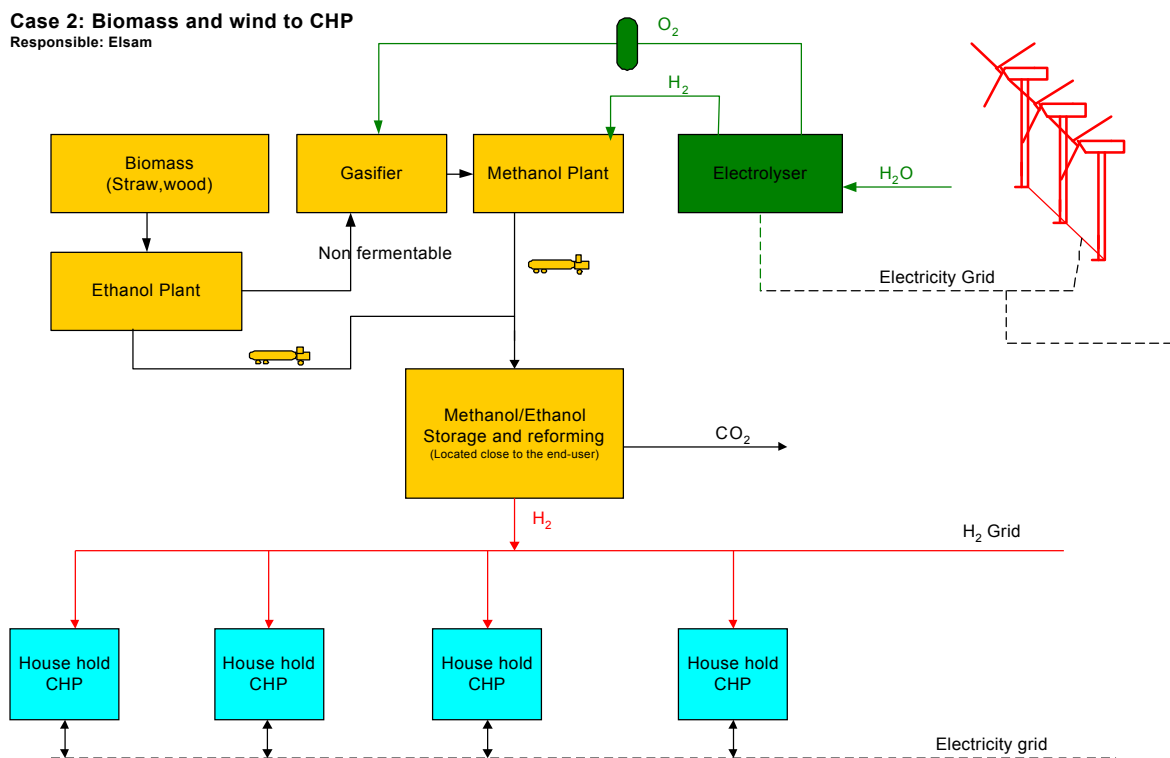 Case 2: Biomass and wind to CHP
Responsible: Elsam
O₂
H₂
Biomass
(Straw,wood)
Gasifier
Methanol Plant
Electrolyser
H₂O
Non fermentable
Ethanol Plant
Electricity Grid
Methanol/Ethanol
Storage and reforming
(Located close to the end-user)
CO₂
H₂
H₂ Grid
House hold
CHP
House hold
CHP
House hold
CHP
House hold
CHP
Electricity grid